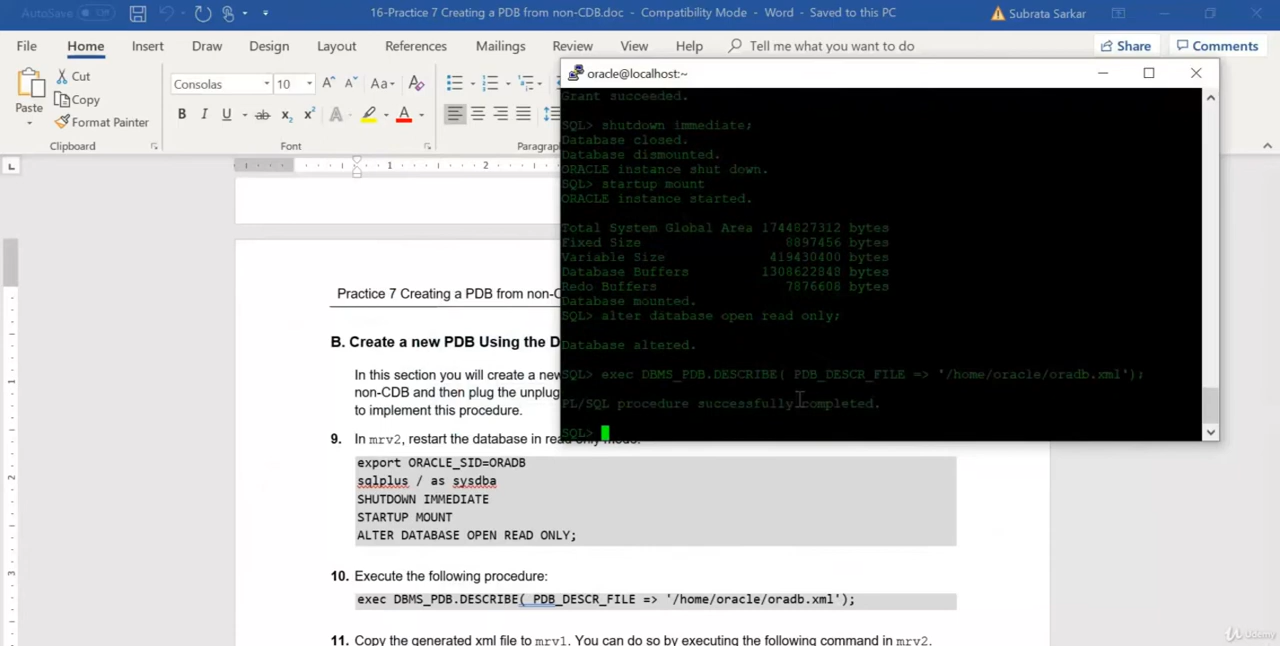 AutoSave Off
16-Practice 7 Creating a PDB from non-CDB.doc - Compatibility Mode - Word - Saved to this PC
Subrata Sarkar
File Home Insert Draw Design Layout References Mailings Review View Help Tell me what you want to do Share Comments
Paste
Cut
Copy
Format Painter
Clipboard
Consolas 10
Font
Paragraph
oracle@localhost:~
Grant succeeded.
SQL> shutdown immediate;
Database closed.
Database dismounted.
ORACLE instance shut down.
SQL> startup mount
ORACLE instance started.
Total System Global Area 1744827312 bytes
Fixed Size 8897456 bytes
Variable Size 419430400 bytes
Database Buffers 1308622848 bytes
Redo Buffers 7876608 bytes
Database mounted.
SQL> alter database open read only;
Database altered.
SQL> exec DBMS_PDB.DESCRIBE( PDB_DESCR_FILE => '/home/oracle/oradb.xml');
PL/SQL procedure successfully completed.
SQL>
Practice 7 Creating a PDB from non-C
B. Create a new PDB Using the D
In this section you will create a new
non-CDB and then plug the unplug
to implement this procedure.
9. In mrv2, restart the database in read only mode.
export ORACLE_SID=ORADB
sqlplus / as sysdba
SHUTDOWN IMMEDIATE
STARTUP MOUNT
ALTER DATABASE OPEN READ ONLY;
10. Execute the following procedure:
exec DBMS_PDB.DESCRIBE( PDB_DESCR_FILE => '/home/oracle/oradb.xml');
11. Copy the generated xml file to mrv1. You can do so by executing the following command in mrv2.
Udemy